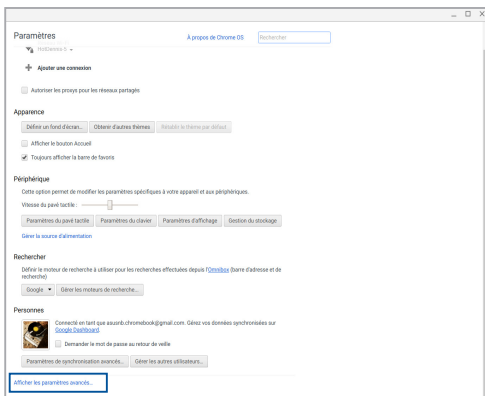 Paramètres
À propos de Chrome OS
Rechercher
Ajouter une connexion
Autoriser les proxys pour les réseaux partagés
Apparence
Définir un fond d'écran... Obtenir d'autres thèmes Rétablir le thème par défaut
Afficher le bouton Accueil
Toujours afficher la barre de favoris
Périphérique
Cette option permet de modifier les paramètres spécifiques à votre appareil et aux périphériques.
Vitesse du pavé tactile :
Paramètres du pavé tactile Paramètres du clavier Paramètres d'affichage Gestion du stockage
Gérer la source d'alimentation
Rechercher
Définir le moteur de recherche à utiliser pour les recherches effectuées depuis l'Omnibox (barre d'adresse et de
recherche)
Google Gérer les moteurs de recherche...
Personnes
Connecté en tant que asusnb.chromebook@gmail.com. Gérez vos données synchronisées sur
Google Dashboard.
Demander le mot de passe au retour de veille
Paramètres de synchronisation avancés... Gérer les autres utilisateurs...
Afficher les paramètres avancés...